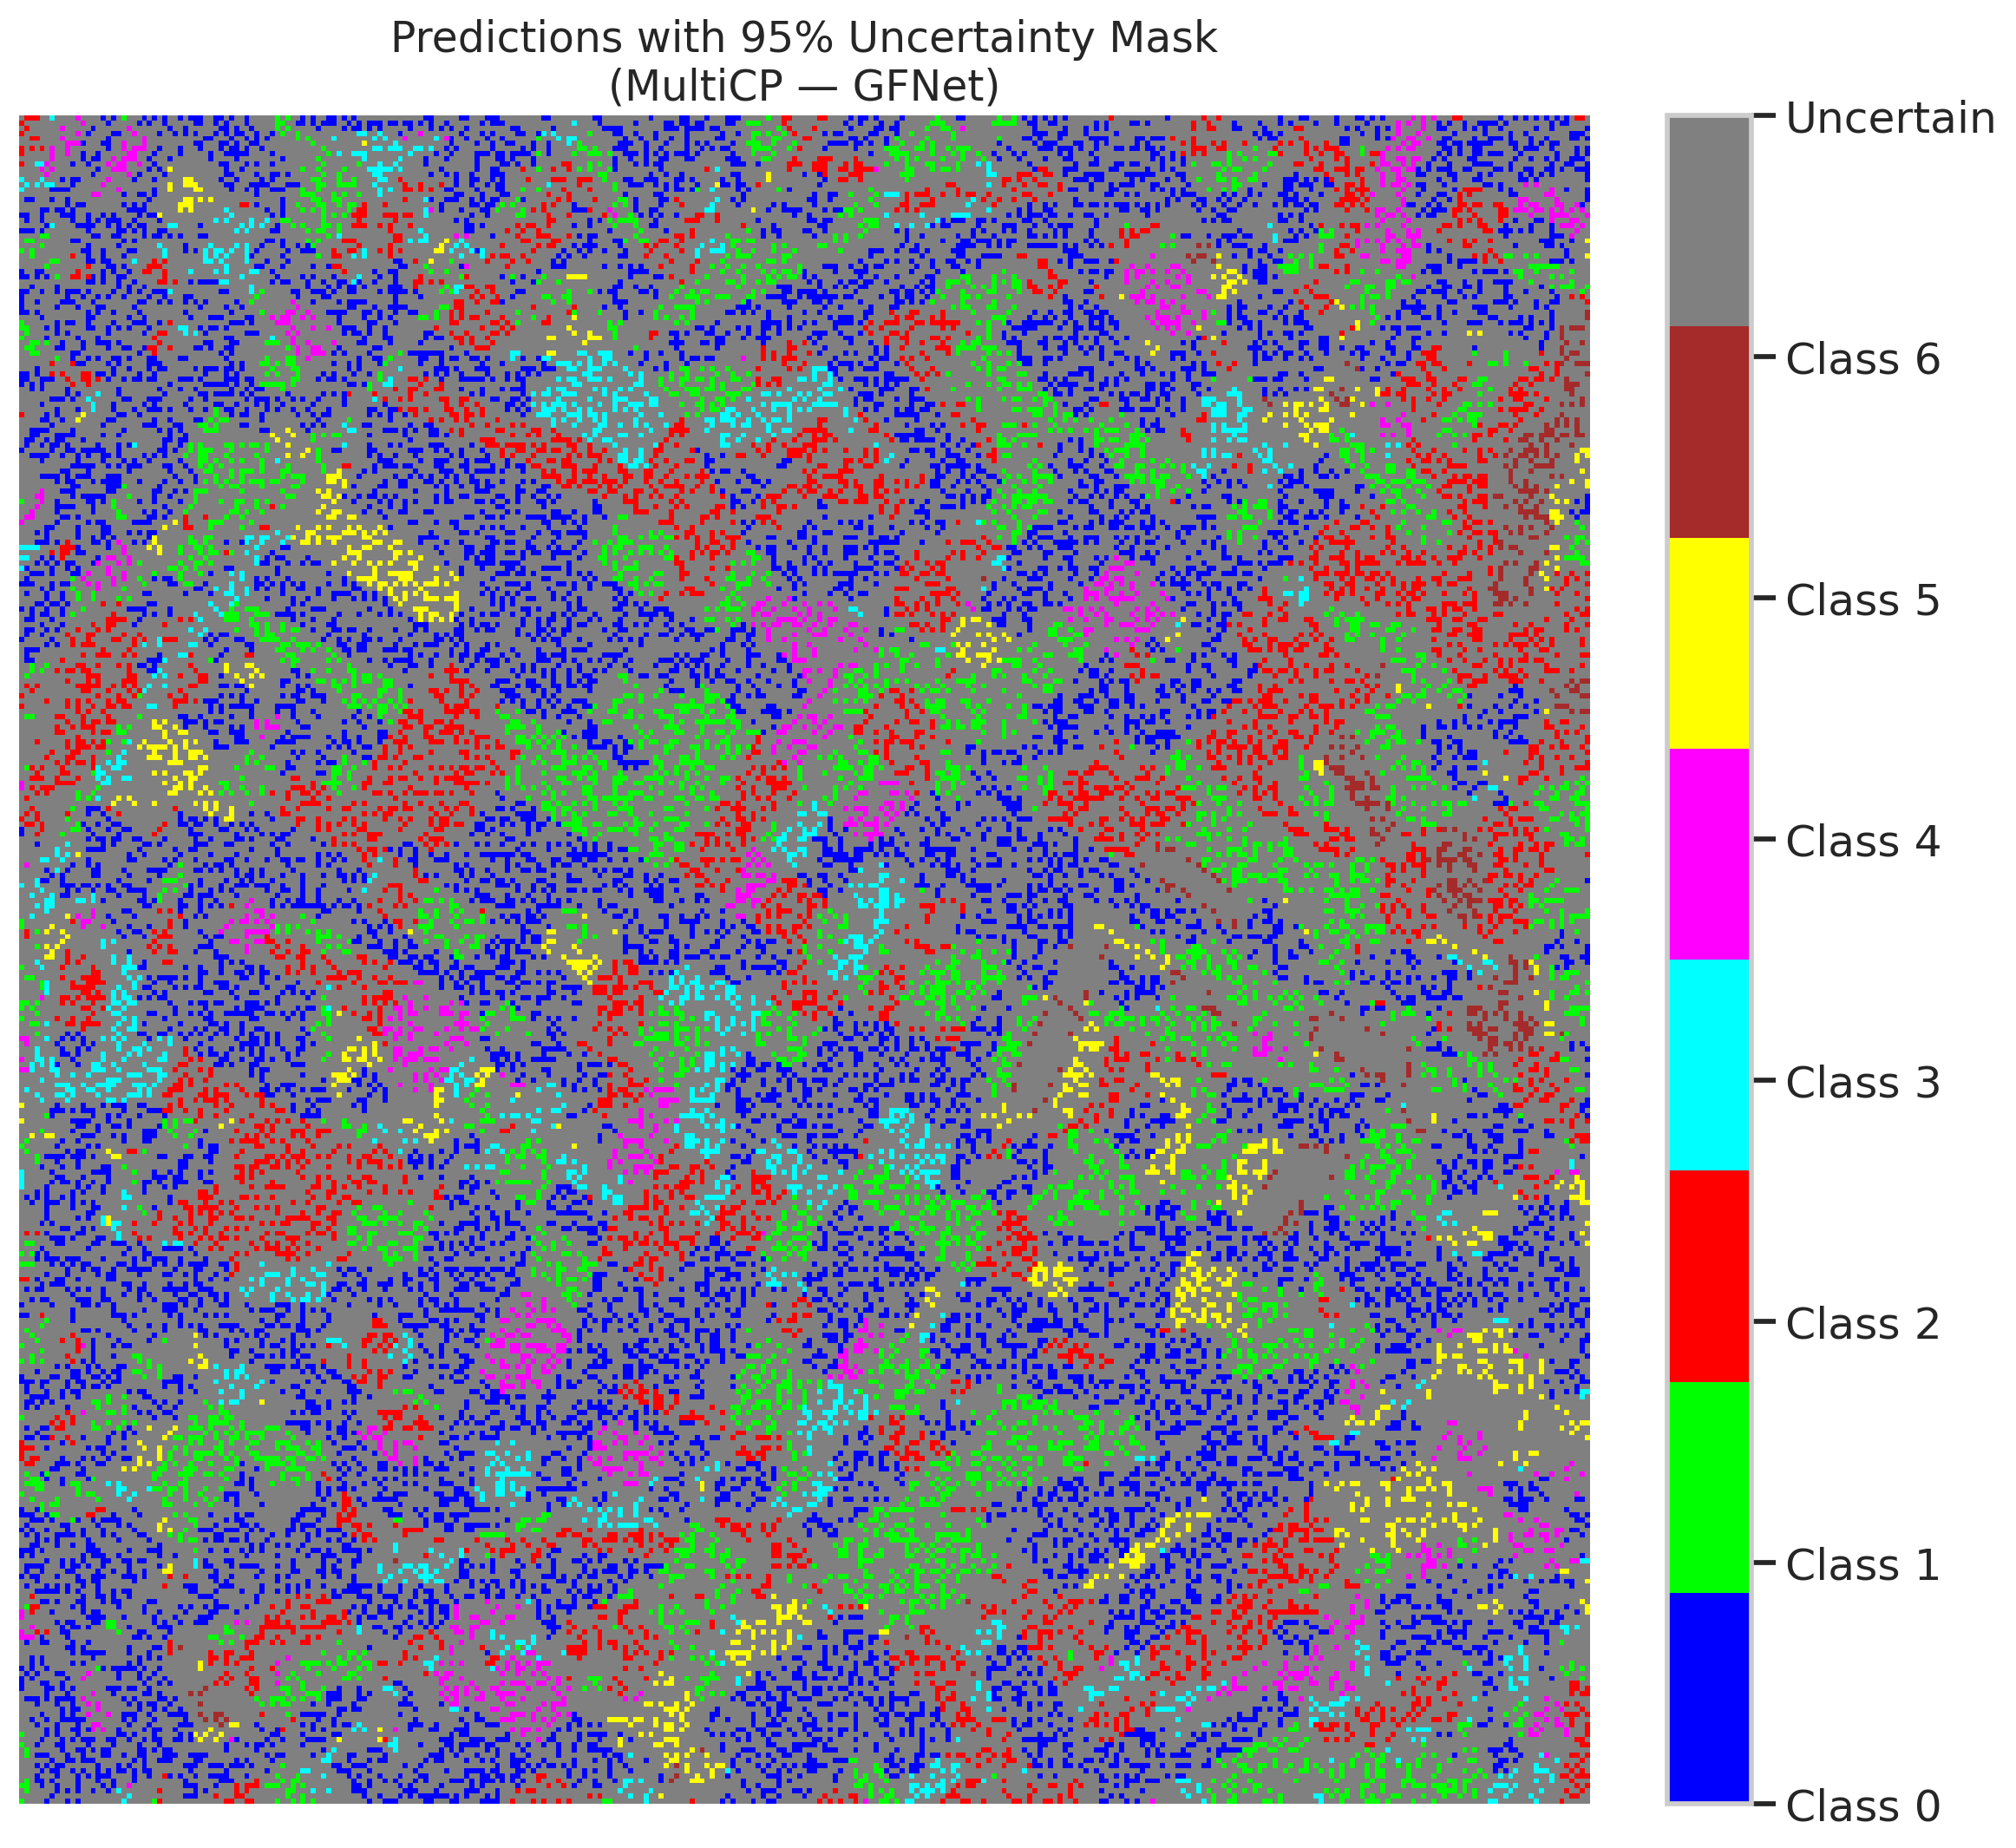 Predictions with 95% Uncertainty Mask
(MultiCP — GFNet)
Uncertain
Class 6
Class 5
Class 4
Class 3
Class 2
Class 1
Class 0